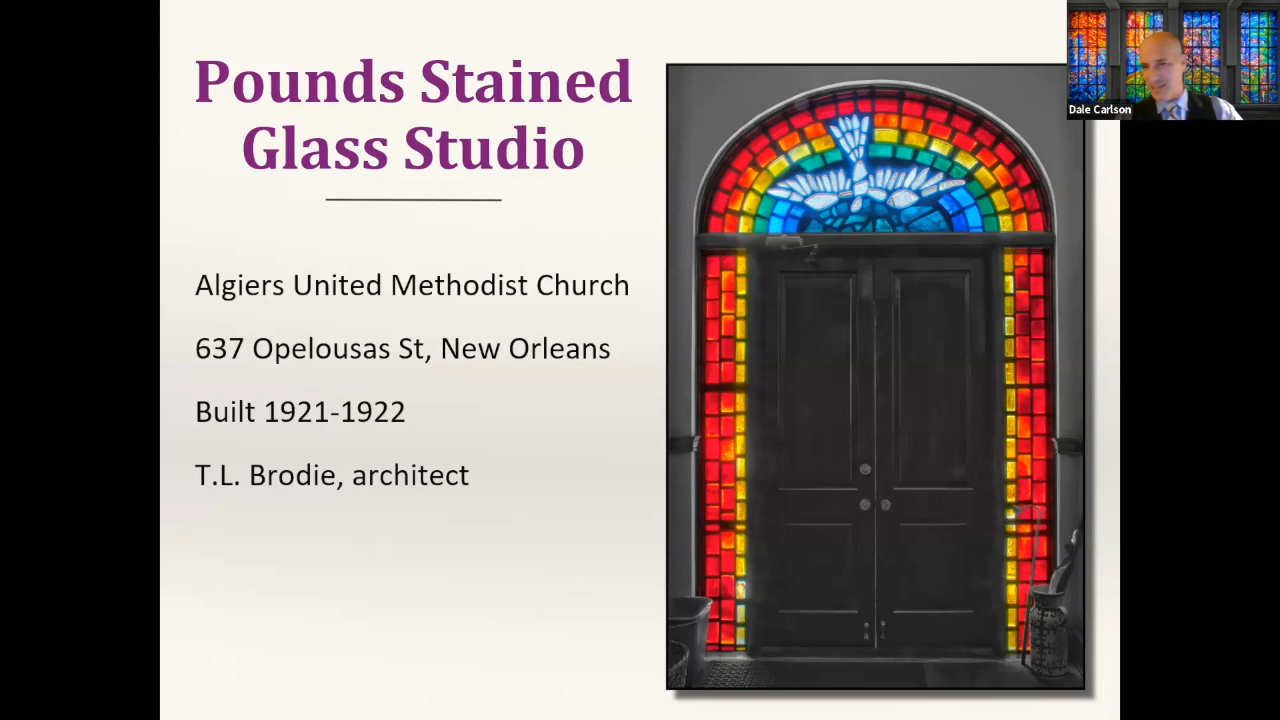 Pounds Stained
Glass Studio
Algiers United Methodist Church
637 Opelousas St, New Orleans
Built 1921-1922
T.L. Brodie, architect
Dale Carlson